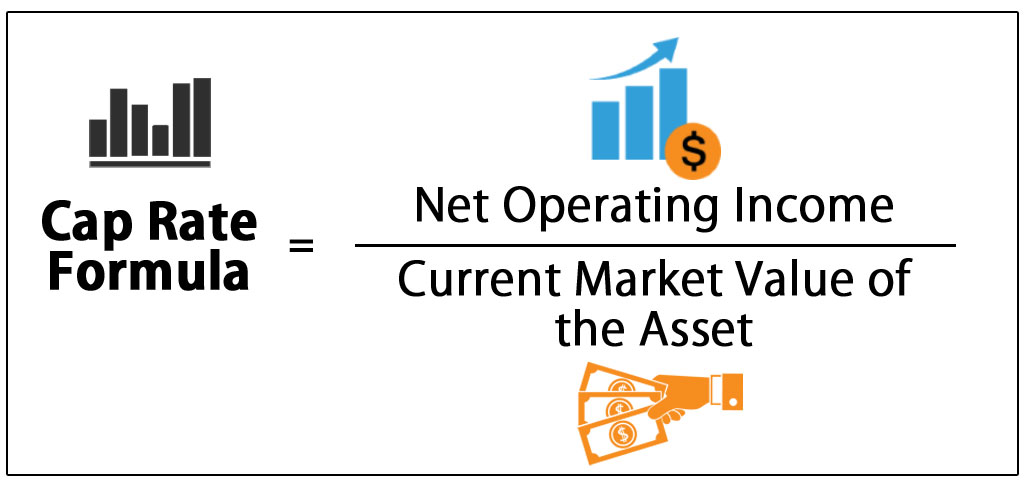 $
Net Operating Income
Cap Rate
Formula
=
Current Market Value of
the Asset
$
$
$